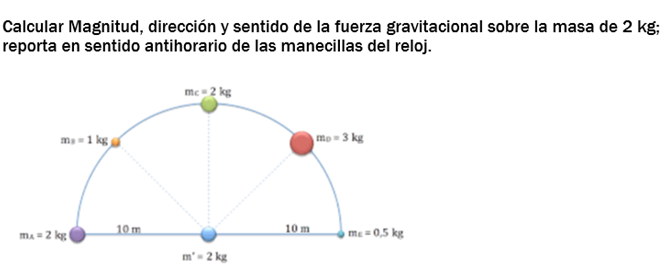 Calcular Magnitud, dirección y sentido de la fuerza gravitacional sobre la masa de 2 kg;
reporta en sentido antihorario de las manecillas del reloj.
mC = 2 kg
mB = 1 kg
mD = 3 kg
mA = 2 kg
10 m
10 m
mE = 0,5 kg
m' = 2 kg